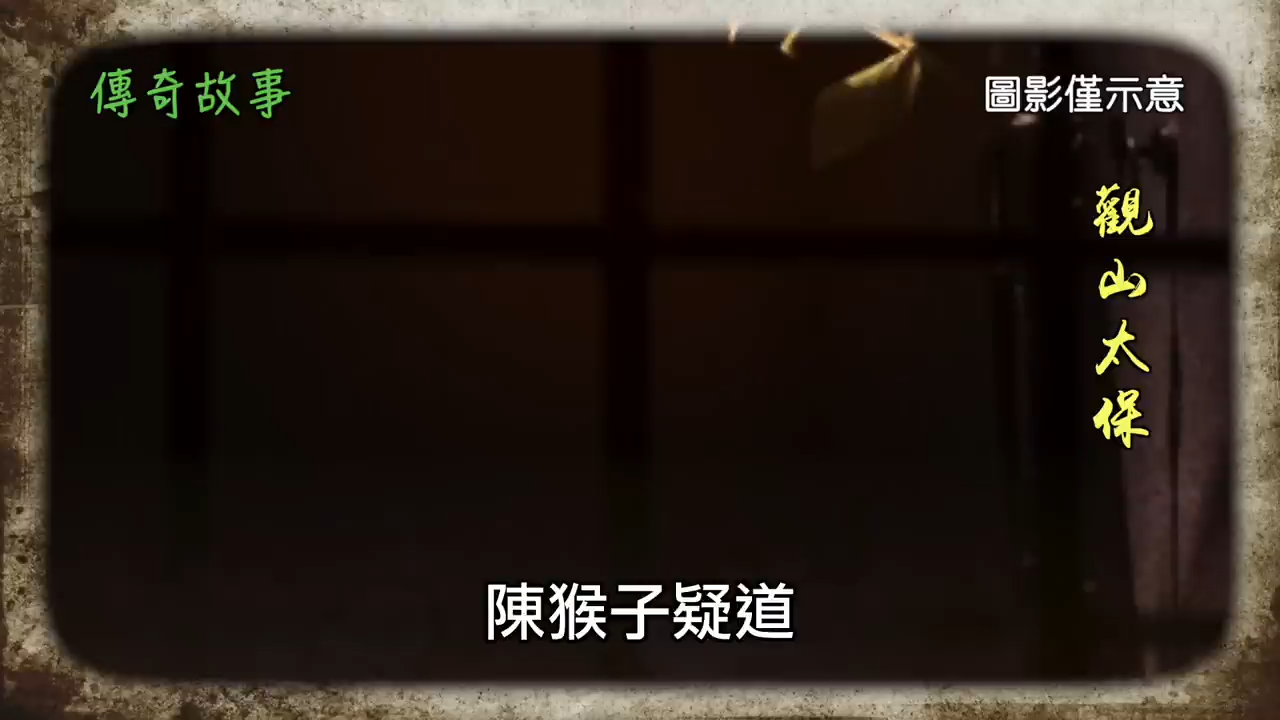 傳奇故事
圖影僅示意
觀山太保
陳猴子疑道